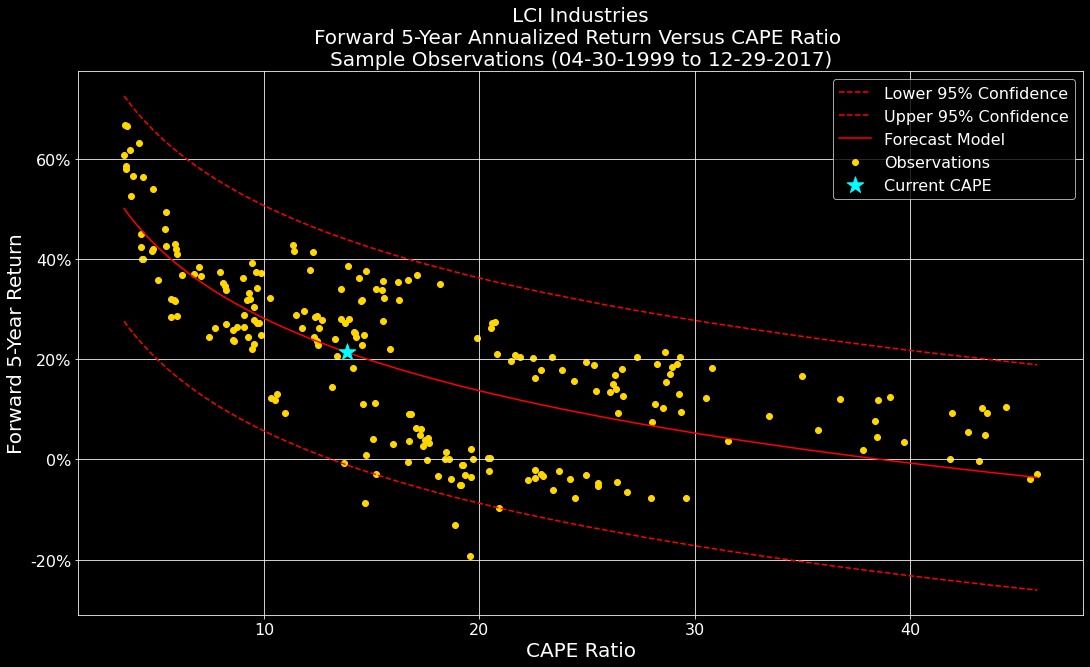 LCI Industries
Forward 5-Year Annualized Return Versus CAPE Ratio
Sample Observations (04-30-1999 to 12-29-2017)
Lower 95% Confidence
Upper 95% Confidence
Forecast Model
Observations
Current CAPE
Forward 5-Year Return
60%
40%
20%
0%
-20%
10
20
30
40
CAPE Ratio